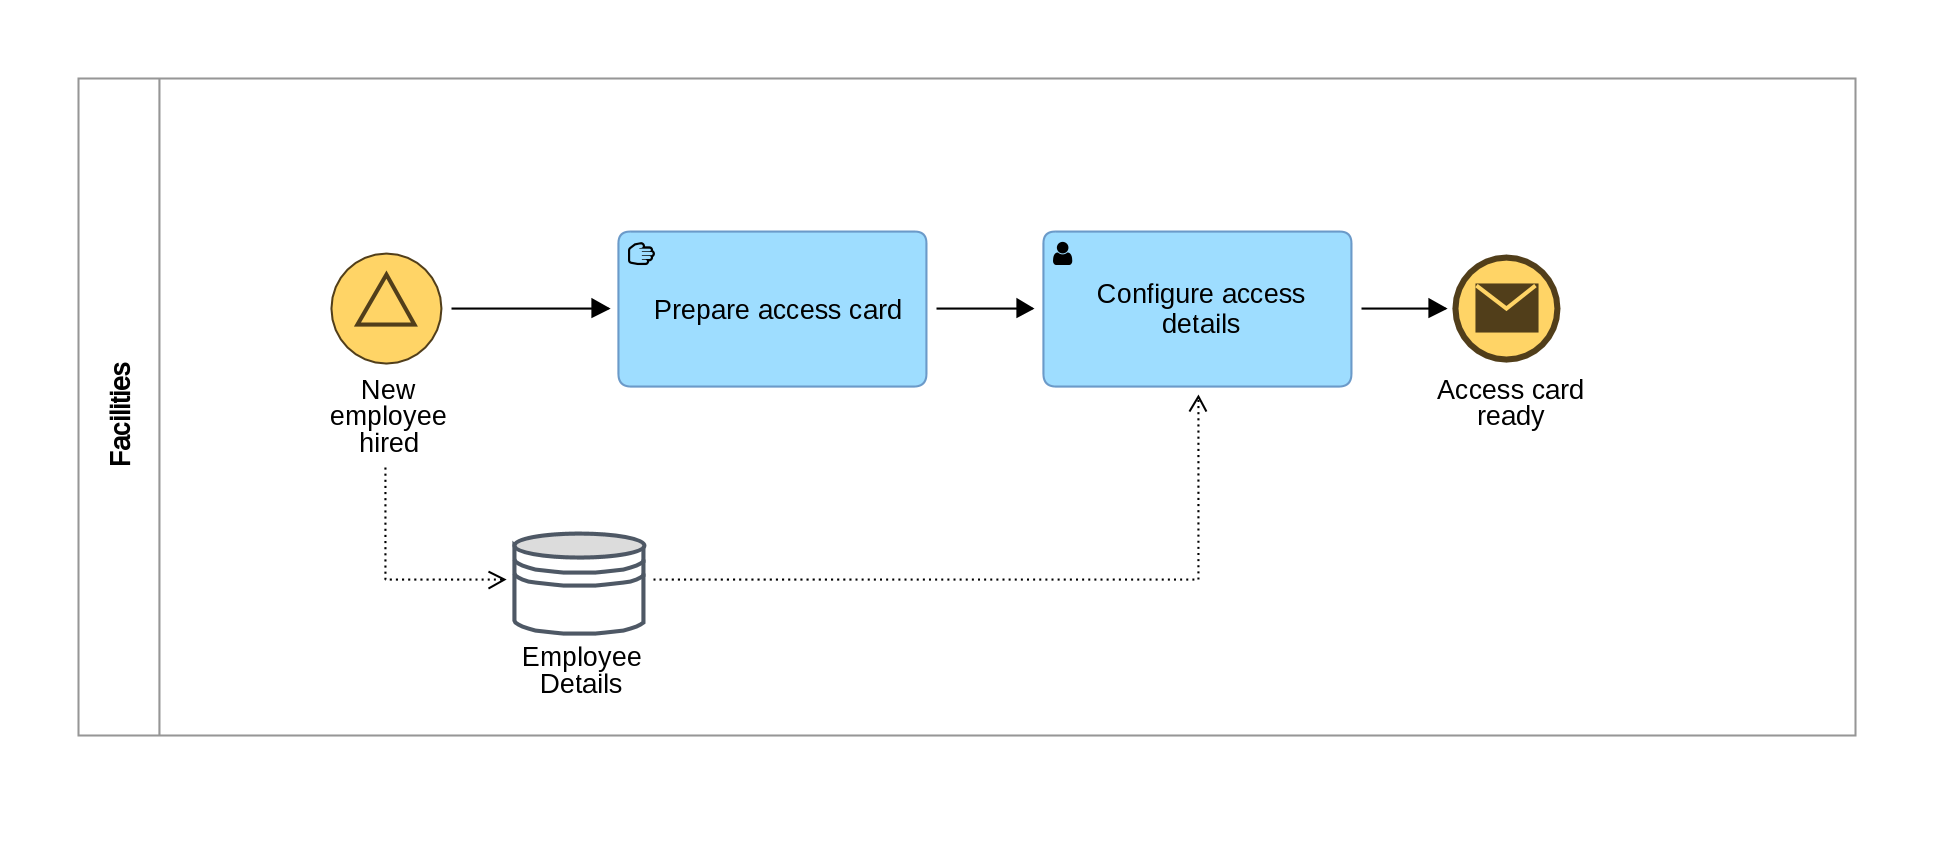 Facilities
New
employee
hired
Prepare access card
Configure access
details
Access card
ready
Employee
Details